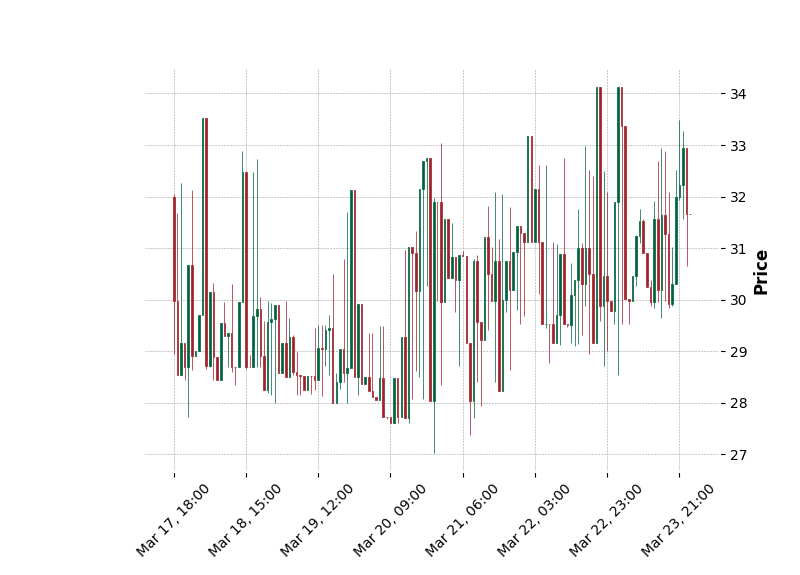 34
33
32
31
30
29
28
27
Price
Mar 17, 18:00
Mar 18, 15:00
Mar 19, 12:00
Mar 20, 09:00
Mar 21, 06:00
Mar 22, 03:00
Mar 22, 23:00
Mar 23, 21:00